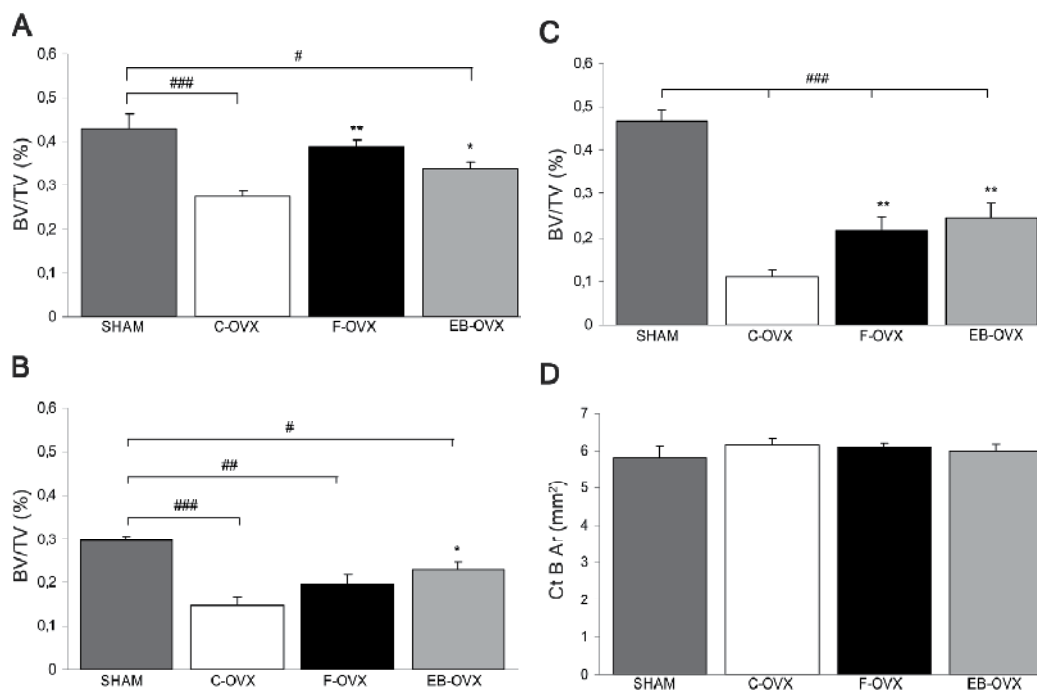 A
BV/TV (%)
0,6
0,5
0,4
0,3
0,2
0,1
0
#
###
**
*
SHAM
C-OVX
F-OVX
EB-OVX
B
BV/TV (%)
0,6
0,5
0,4
0,3
0,2
0,1
0
#
##
###
*
SHAM
C-OVX
F-OVX
EB-OVX
C
BV/TV (%)
0,6
0,5
0,4
0,3
0,2
0,1
0
###
**
**
SHAM
C-OVX
F-OVX
EB-OVX
D
Ct B Ar (mm²)
7
6
5
4
3
2
1
0
SHAM
C-OVX
F-OVX
EB-OVX